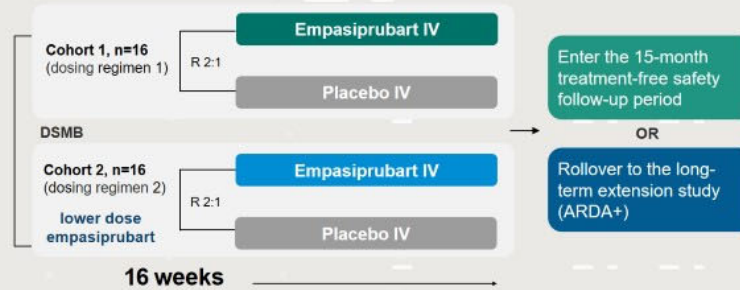 Cohort 1, n=16
(dosing regimen 1)
R 2:1
Empasiprubart IV
Placebo IV
DSMB
Cohort 2, n=16
(dosing regimen 2)
lower dose
empasiprubart
R 2:1
Empasiprubart IV
Placebo IV
16 weeks
Enter the 15-month
treatment-free safety
follow-up period
OR
Rollover to the long-
term extension study
(ARDA+)